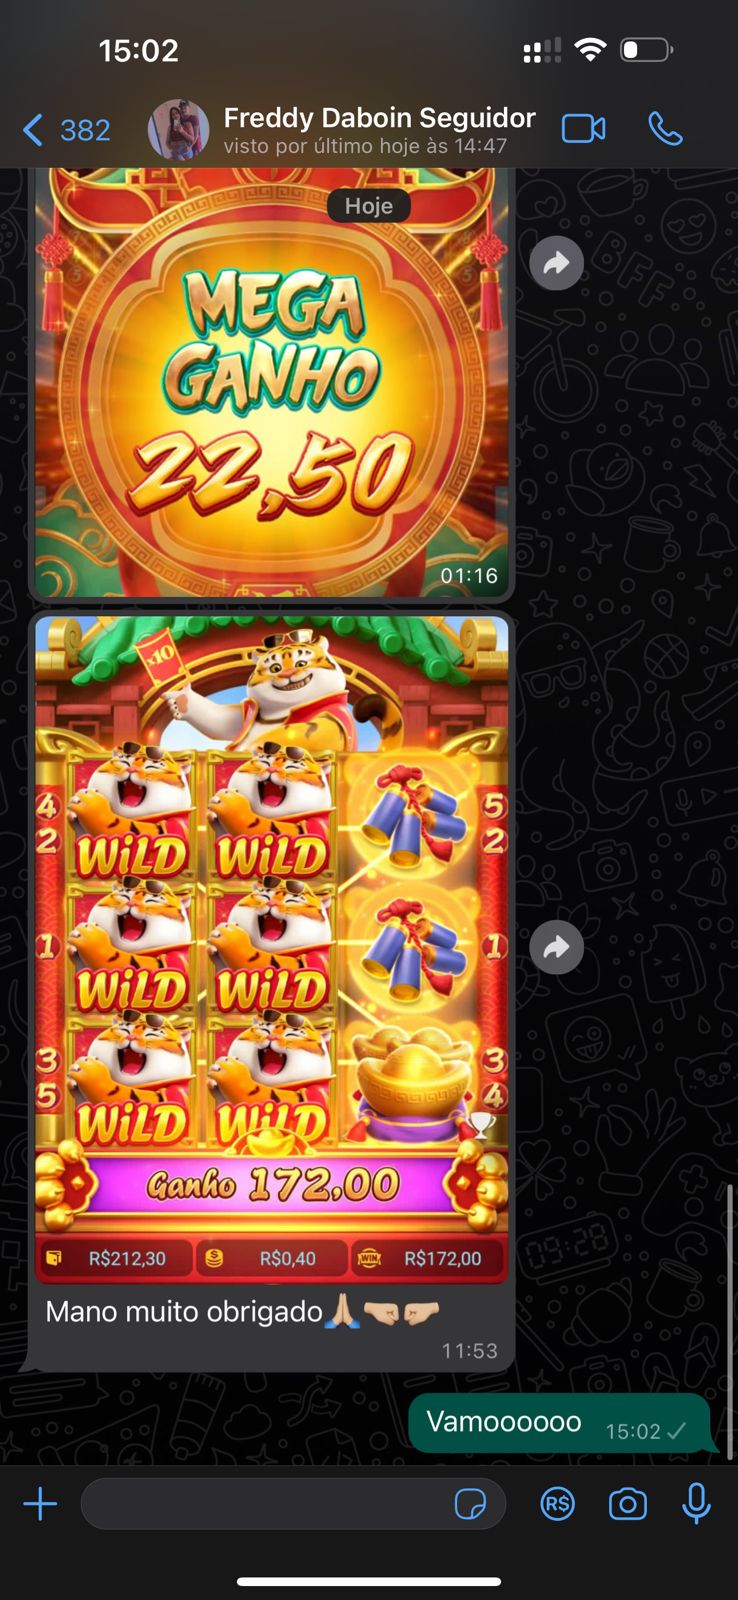 15:02
382
Freddy Daboin Seguidor
visto por último hoje às 14:47
Hoje
MEGA
GANHO
22,50
01:16
x10
4 5
2 2
WiLD WiLD
1 1
WiLD WiLD
3 3
5 4
WiLD WiLD
Ganho 172,00
R$212,30 R$0,40 WIN R$172,00
Mano muito obrigado🙏🏼🤜🏼🤛🏼
11:53
Vamoooooo 15:02
R$